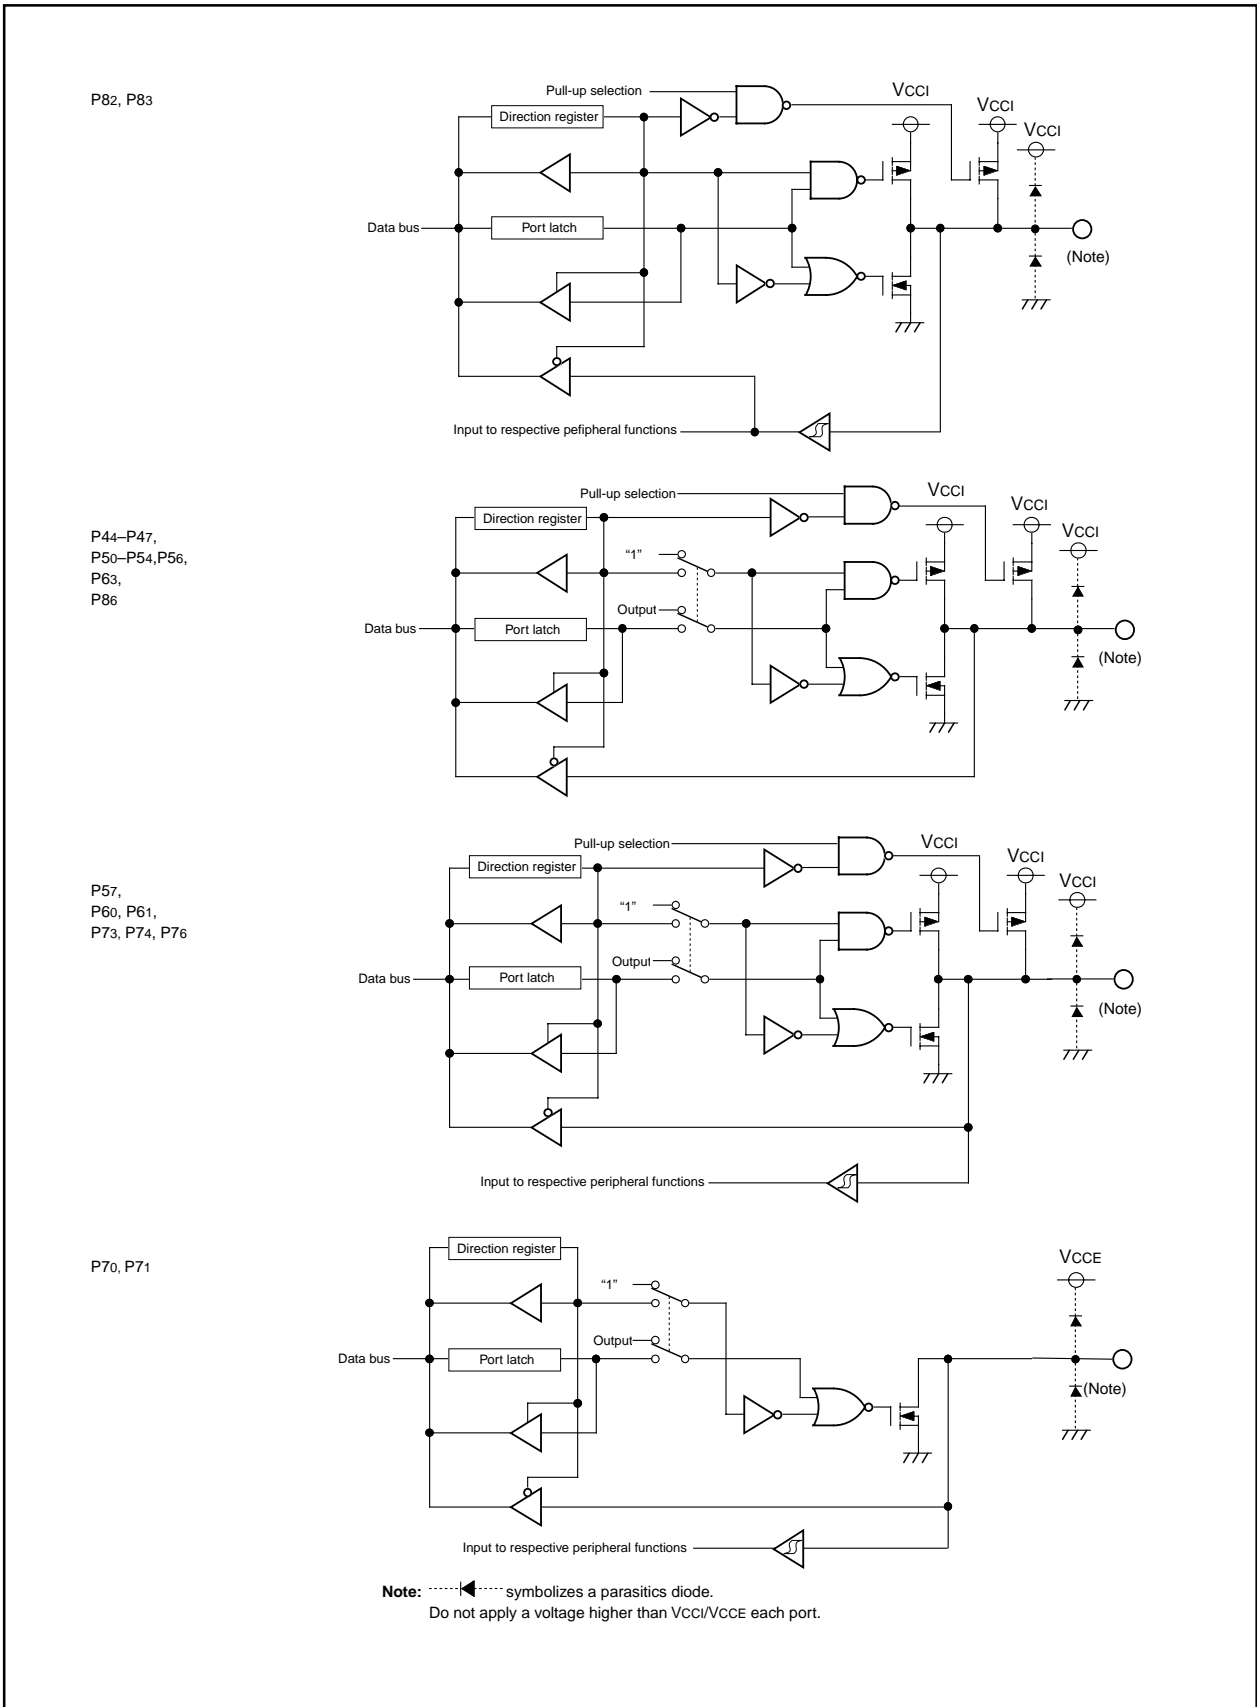 P82, P83
Pull-up selection
VCCI
VCCI
VCCI
Direction register
Data bus
Port latch
(Note)
Input to respective pefipheral functions
P44–P47,
P50–P54,P56,
P63,
P86
Pull-up selection
VCCI
VCCI
VCCI
Direction register
“1”
Output
Data bus
Port latch
(Note)
P57,
P60, P61,
P73, P74, P76
Pull-up selection
VCCI
VCCI
VCCI
Direction register
“1”
Output
Data bus
Port latch
(Note)
Input to respective peripheral functions
P70, P71
Direction register
VCCE
“1”
Output
Data bus
Port latch
(Note)
Input to respective peripheral functions
Note: symbolizes a parasitics diode.
Do not apply a voltage higher than VCCI/VCCE each port.